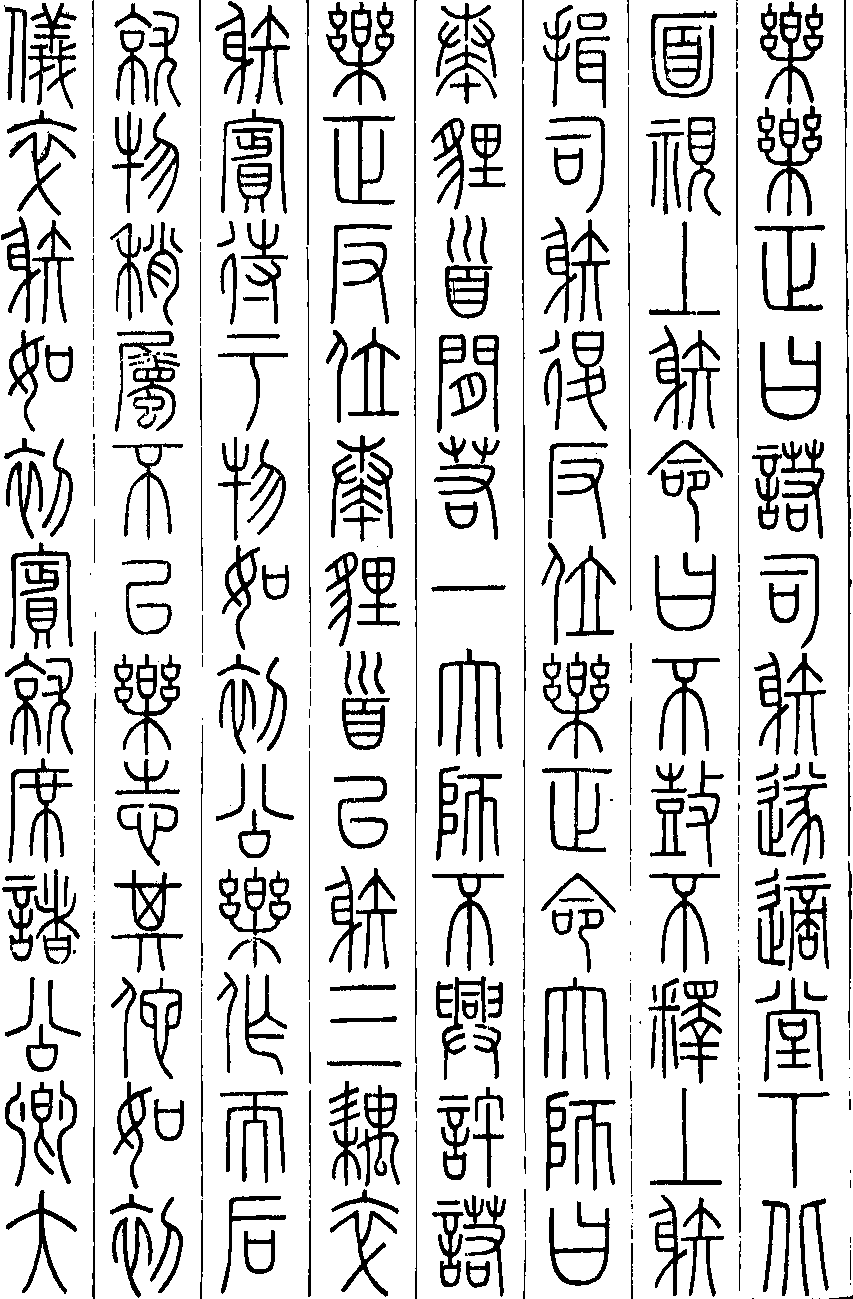 樂樂正曰諾司射遂適堂下北
面視上射命曰不鼓不釋上射
揖司射退反位樂正命大師曰
奏貍首間若一大師不興許諾
樂正反位奏貍首以射三耦卒
射賓待于物如初公樂作而后
就物稍屬不以樂志其他如初
儀卒射如初賓就席諸公卿大